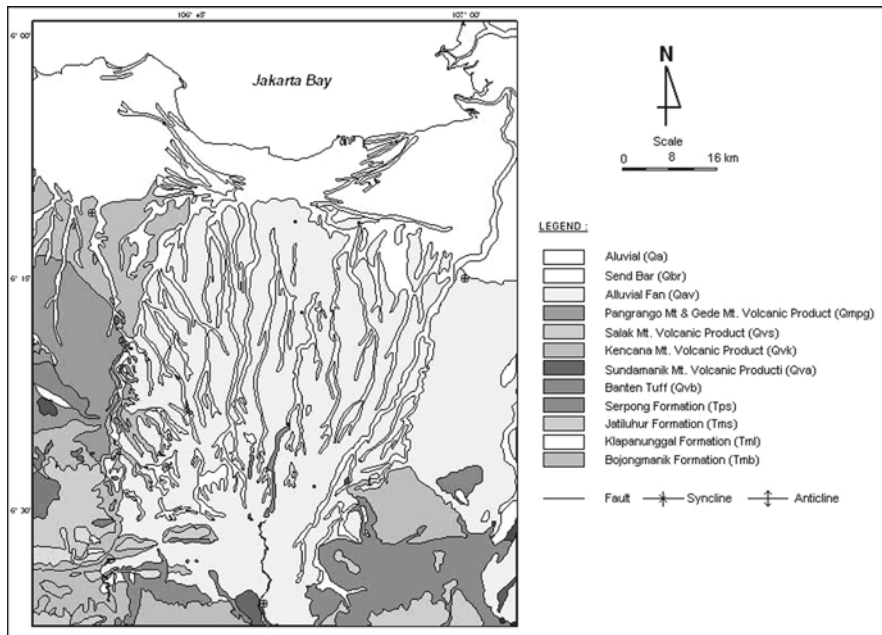 106° 45'
107° 00'
6° 00'
Jakarta Bay
N
Scale
0 8 16 km
LEGEND :
Aluvial (Qa)
Send Bar (Qbr)
6° 15'
Alluvial Fan (Qav)
Pangrango Mt & Gede Mt. Volcanic Product (Qmpg)
Salak Mt. Volcanic Product (Qvs)
Kencana Mt. Volcanic Product (Qvk)
Sundamanik Mt. Volcanic Producti (Qva)
Banten Tuff (Qvb)
Serpong Formation (Tps)
Jatiluhur Formation (Tms)
Klapanunggal Formation (Tml)
Bojongmanik Formation (Tmb)
6° 30'
Fault Syncline Anticline